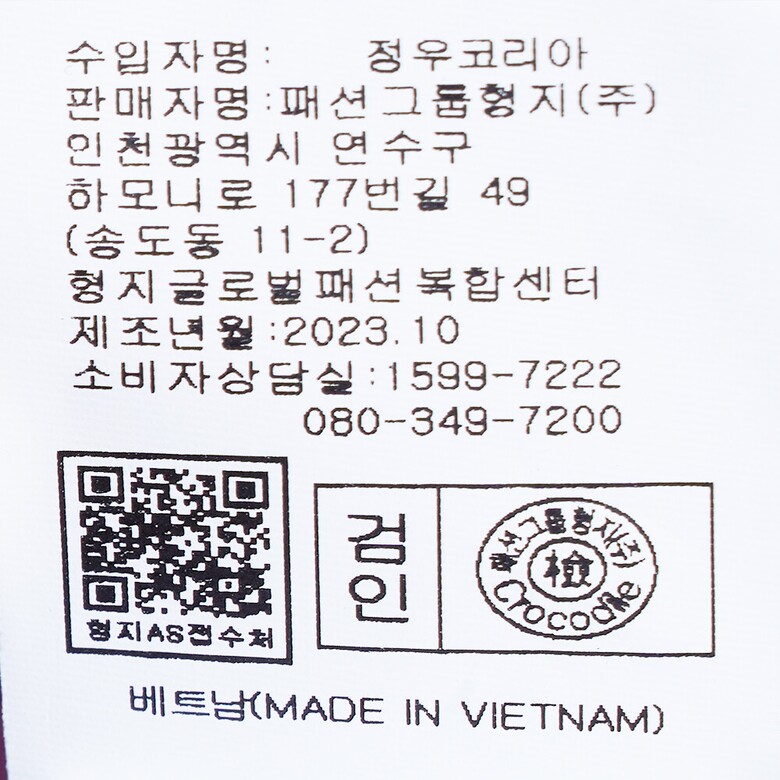 수입자명: 정우코리아
판매자명:패션그룹형지(주)
인천광역시 연수구
하모니로 177번길 49
(송도동 11-2)
형지글로벌패션복합센터
제조년월:2023.10
소비자상담실:1599-7222
080-349-7200
형지AS접수처
검인
패션그룹형지(주)
檢
Crocodile
베트남(MADE IN VIETNAM)